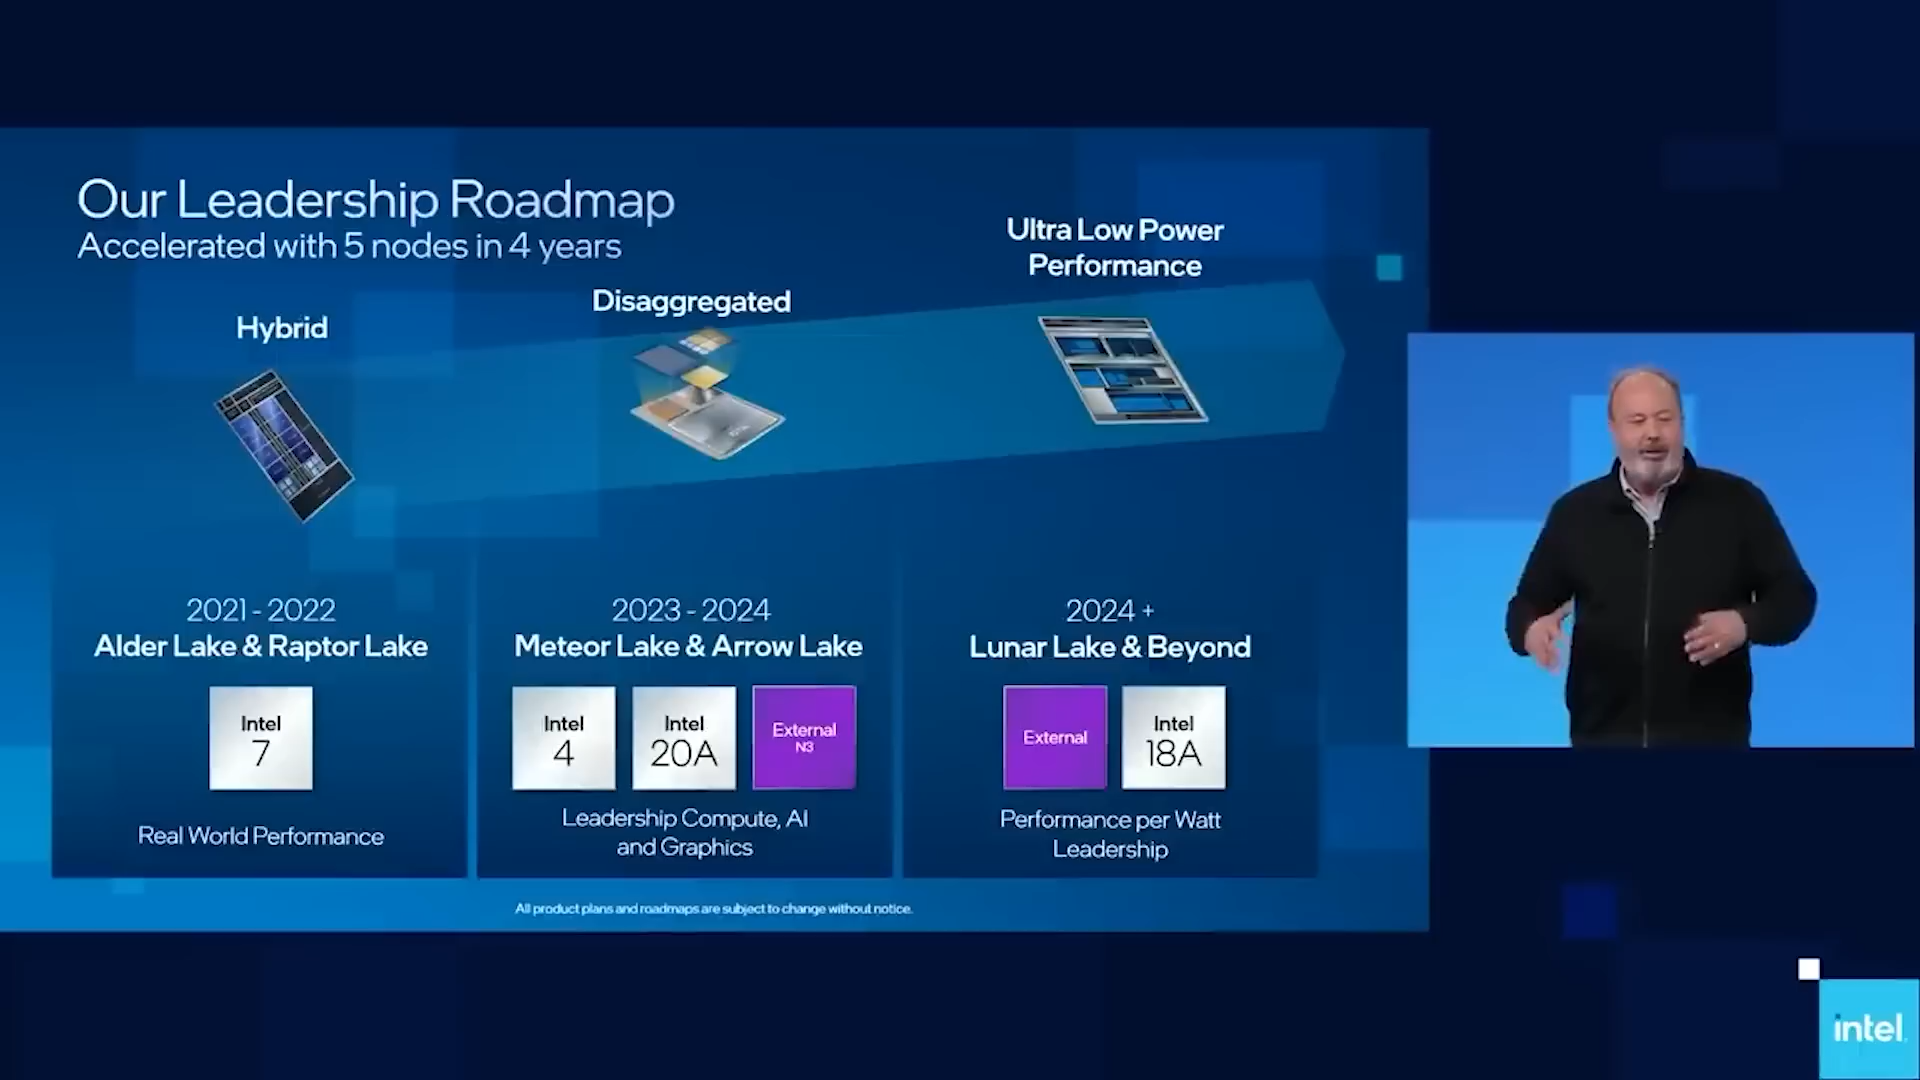 Our Leadership Roadmap
Accelerated with 5 nodes in 4 years
Hybrid
Disaggregated
Ultra Low Power
Performance
2021 - 2022
Alder Lake & Raptor Lake
Intel
7
Real World Performance
2023 - 2024
Meteor Lake & Arrow Lake
Intel
4
Intel
20A
External
N3
Leadership Compute, AI
and Graphics
2024 +
Lunar Lake & Beyond
External
Intel
18A
Performance per Watt
Leadership
All product plans and roadmaps are subject to change without notice.
intel.